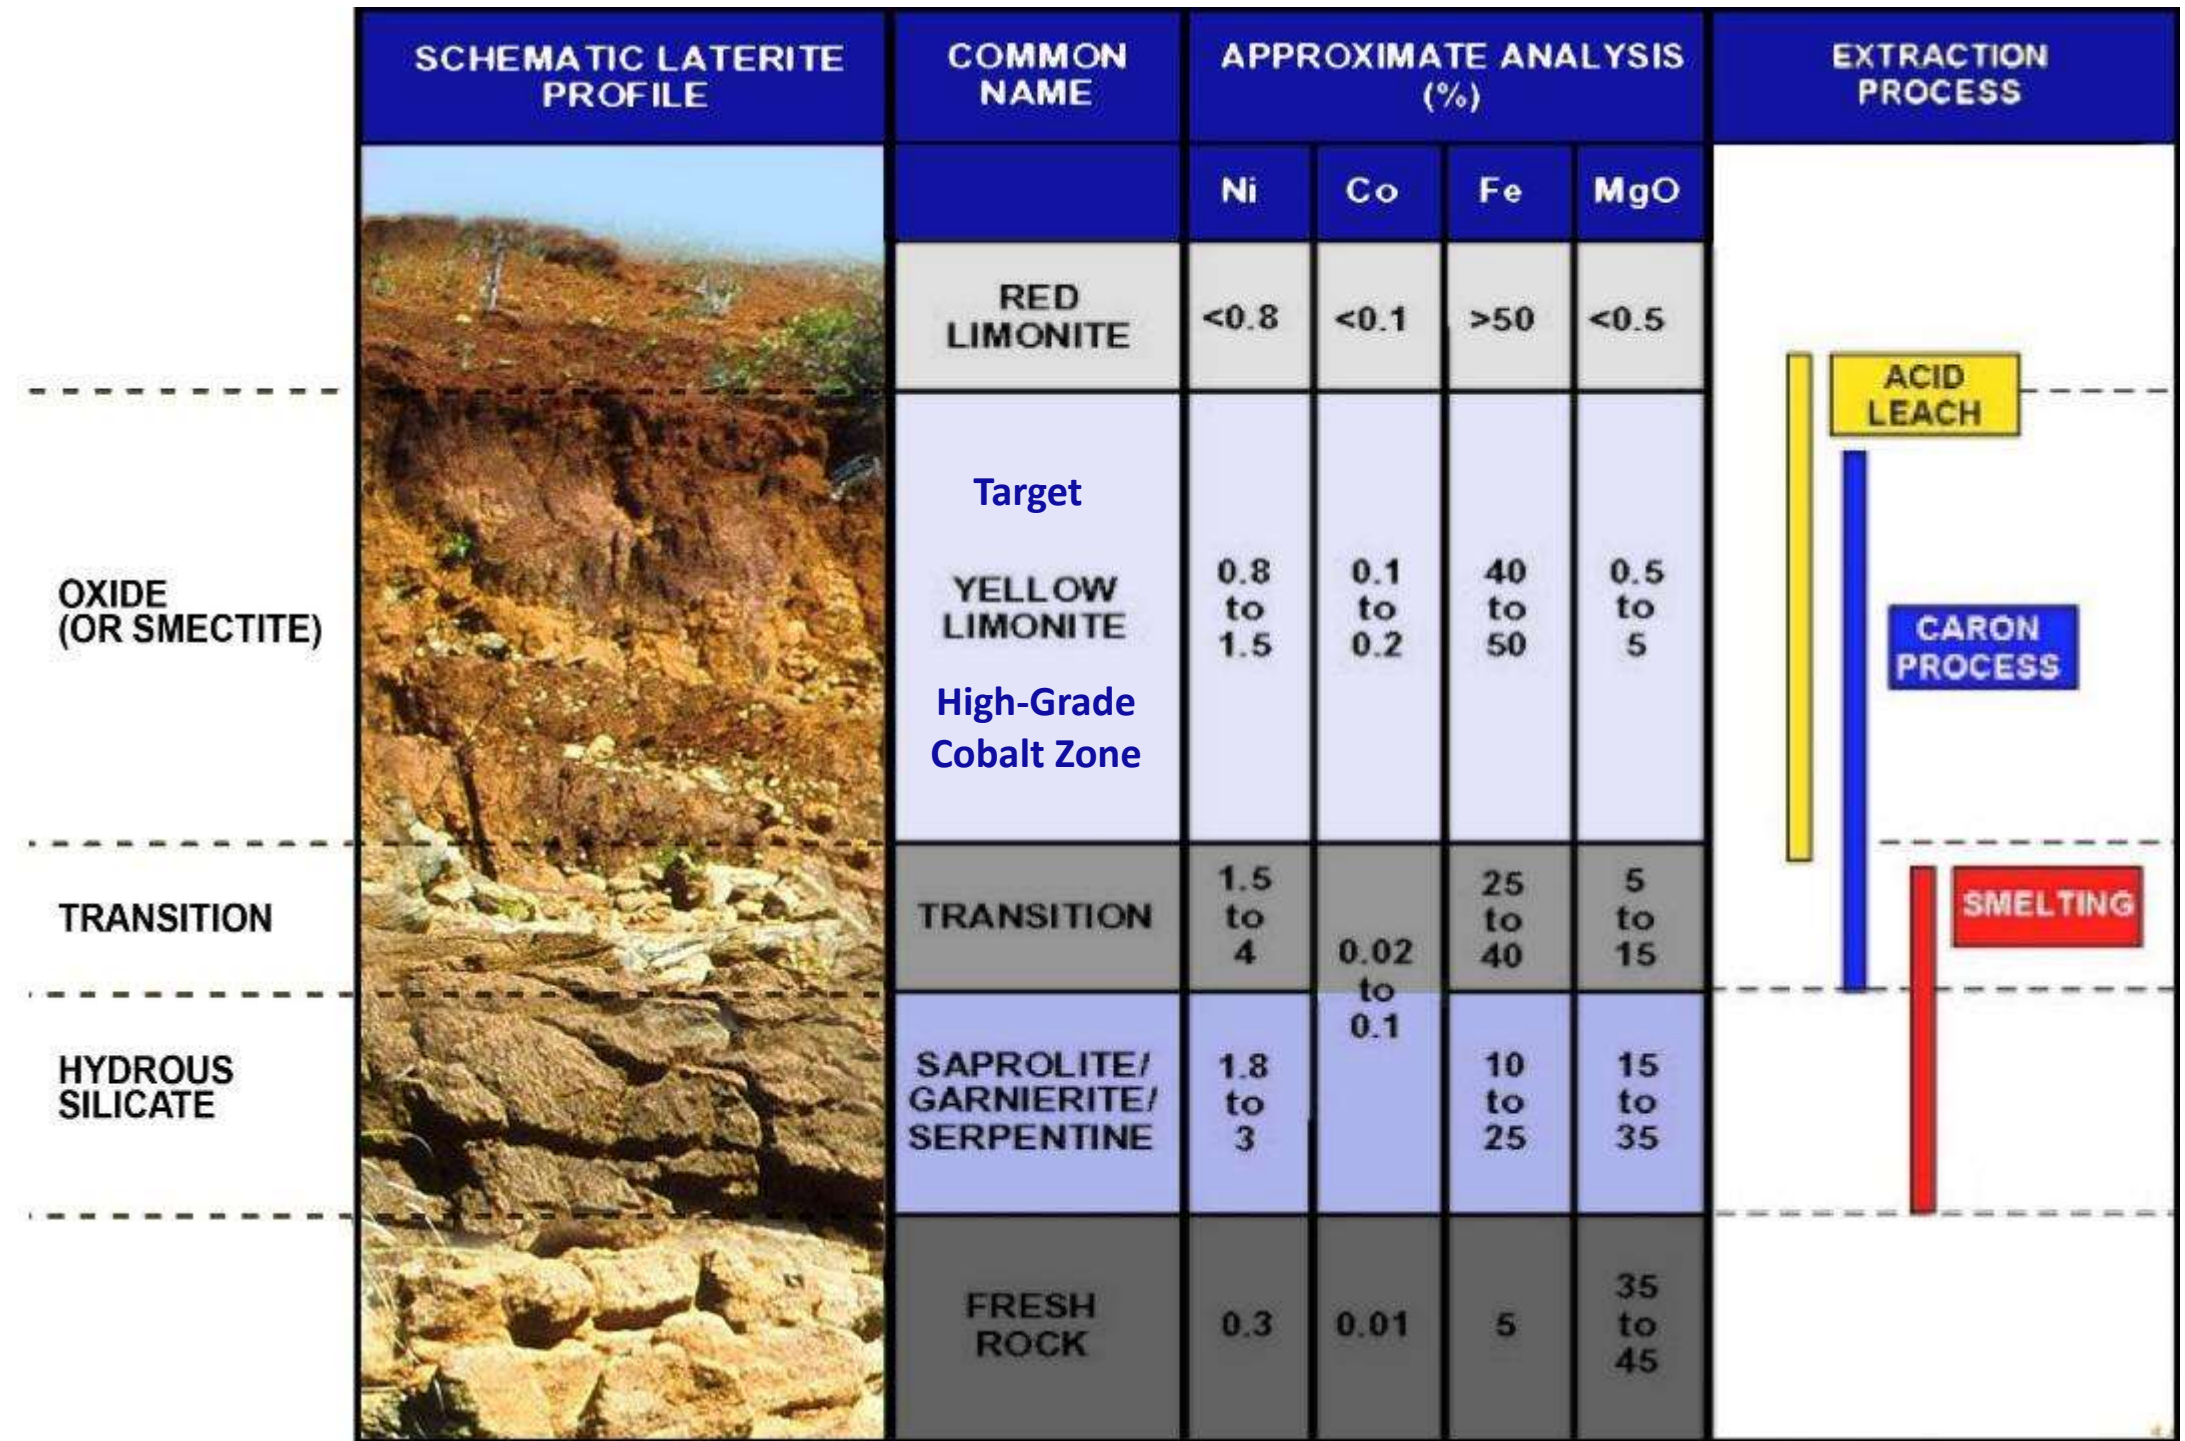 SCHEMATIC LATERITE
PROFILE
COMMON
NAME
APPROXIMATE ANALYSIS
(%)
EXTRACTION
PROCESS
Ni
Co
Fe
MgO
RED
LIMONITE
<0.8
<0.1
>50
<0.5
ACID
LEACH
OXIDE
(OR SMECTITE)
Target
YELLOW
LIMONITE
High-Grade
Cobalt Zone
0.8
to
1.5
0.1
to
0.2
40
to
50
0.5
to
5
CARON
PROCESS
TRANSITION
TRANSITION
1.5
to
4
0.02
to
0.1
25
to
40
5
to
15
SMELTING
HYDROUS
SILICATE
SAPROLITE/
GARNIERITE/
SERPENTINE
1.8
to
3
10
to
25
15
to
35
FRESH
ROCK
0.3
0.01
5
35
to
45